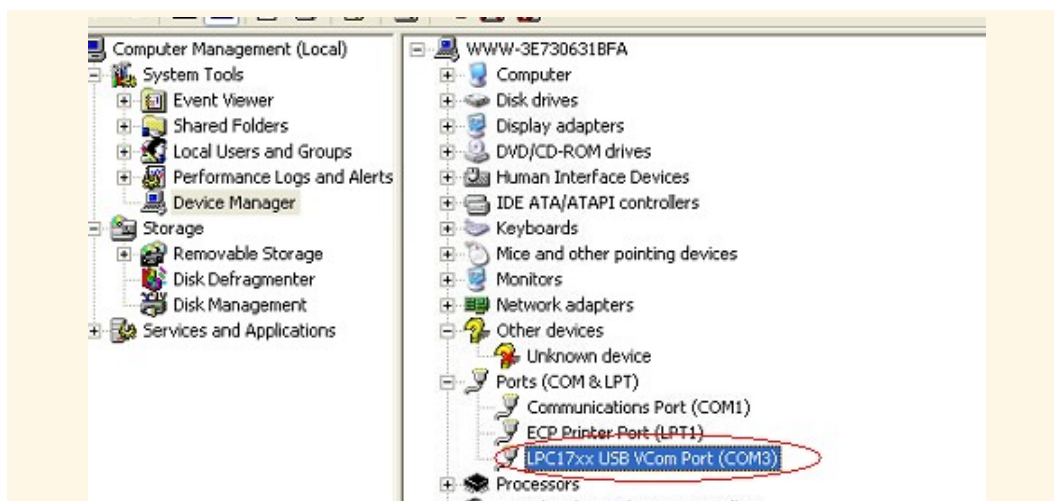 Computer Management (Local)
System Tools
Event Viewer
Shared Folders
Local Users and Groups
Performance Logs and Alerts
Device Manager
Storage
Removable Storage
Disk Defragmenter
Disk Management
Services and Applications
WWW-3E730631BFA
Computer
Disk drives
Display adapters
DVD/CD-ROM drives
Human Interface Devices
IDE ATA/ATAPI controllers
Keyboards
Mice and other pointing devices
Monitors
Network adapters
Other devices
Unknown device
Ports (COM & LPT)
Communications Port (COM1)
ECP Printer Port (LPT1)
LPC17xx USB VCom Port (COM3)
Processors